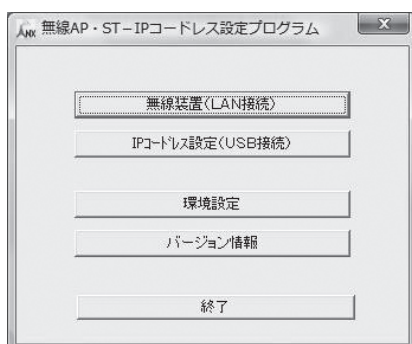 ANX 無線AP・ST−IPコードレス設定プログラム
無線装置(LAN接続)
IPコードレス設定(USB接続)
環境設定
バージョン情報
終了